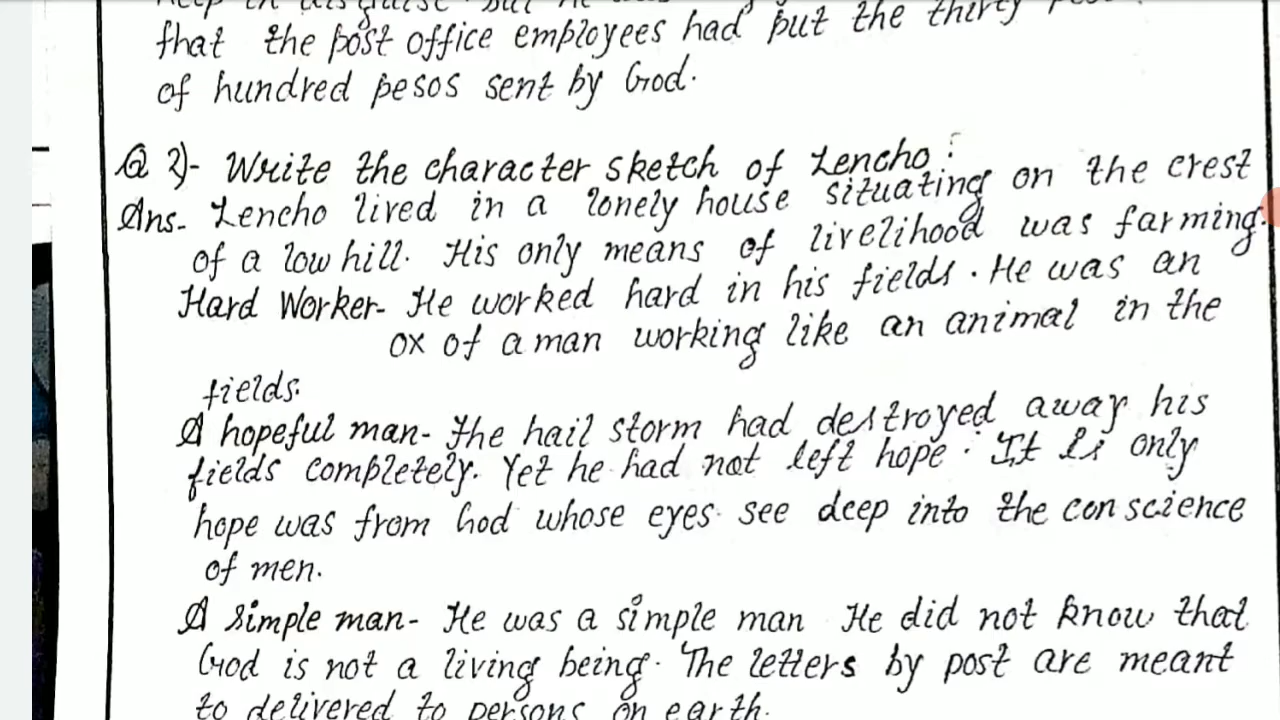 that the post office employees had put the thirty
of hundred pesos sent by God.
Q 2)- Write the character sketch of Lencho.
Ans- Lencho lived in a lonely house situating on the crest
of a low hill. His only means of livelihood was farming.
Hard Worker- He worked hard in his fields. He was an
ox of a man working like an animal in the
fields.
A hopeful man- The hail storm had destroyed away his
fields completely. Yet he had not left hope. It only
hope was from God whose eyes see deep into the conscience
of men.
A simple man- He was a simple man He did not know that
God is not a living being. The letters by post are meant
to delivered to persons on earth.